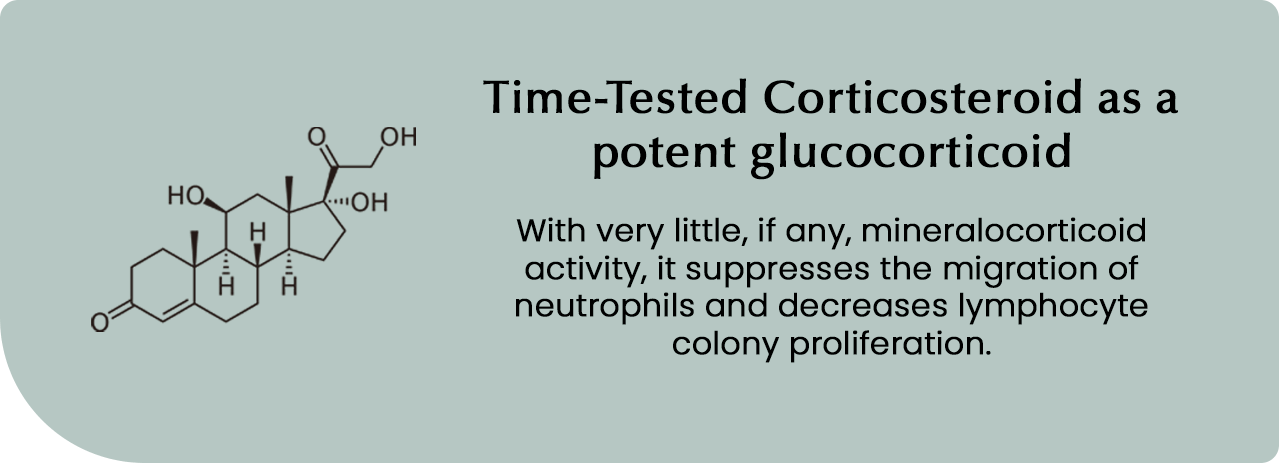 Time-Tested Corticosteroid as a
potent glucocorticoid
With very little, if any, mineralocorticoid
activity, it suppresses the migration of
neutrophils and decreases lymphocyte
colony proliferation.
O
OH
HO
OH
H
H
H
O